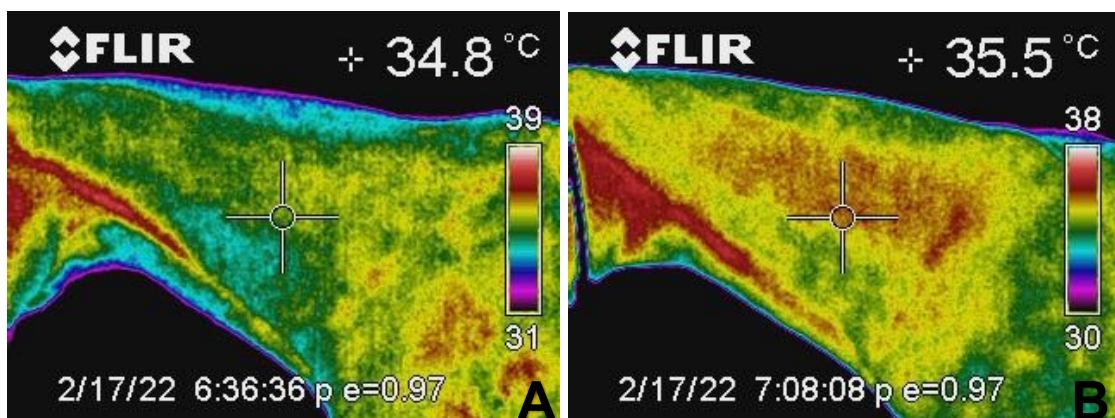 FLIR 34.8 °C
39
31
2/17/22 6:36:36 p e=0.97
A
FLIR 35.5 °C
38
30
2/17/22 7:08:08 p e=0.97
B